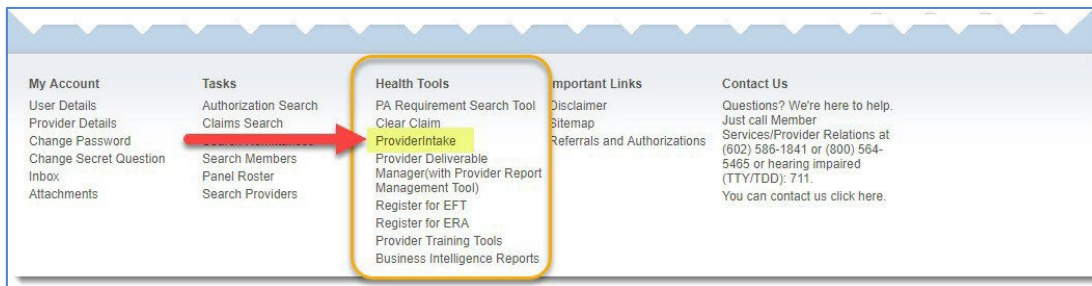 My Account
User Details
Provider Details
Change Password
Change Secret Question
Inbox
Attachments
Tasks
Authorization Search
Claims Search
Search Remittances
Search Members
Panel Roster
Search Providers
Health Tools
PA Requirement Search Tool
Clear Claim
ProviderIntake
Provider Deliverable
Manager(with Provider Report
Management Tool)
Register for EFT
Register for ERA
Provider Training Tools
Business Intelligence Reports
mportant Links
Disclaimer
Sitemap
Referrals and Authorizations
Contact Us
Questions? We're here to help.
Just call Member
Services/Provider Relations at
(602) 586-1841 or (800) 564-
5465 or hearing impaired
(TTY/TDD): 711.
You can contact us click here.